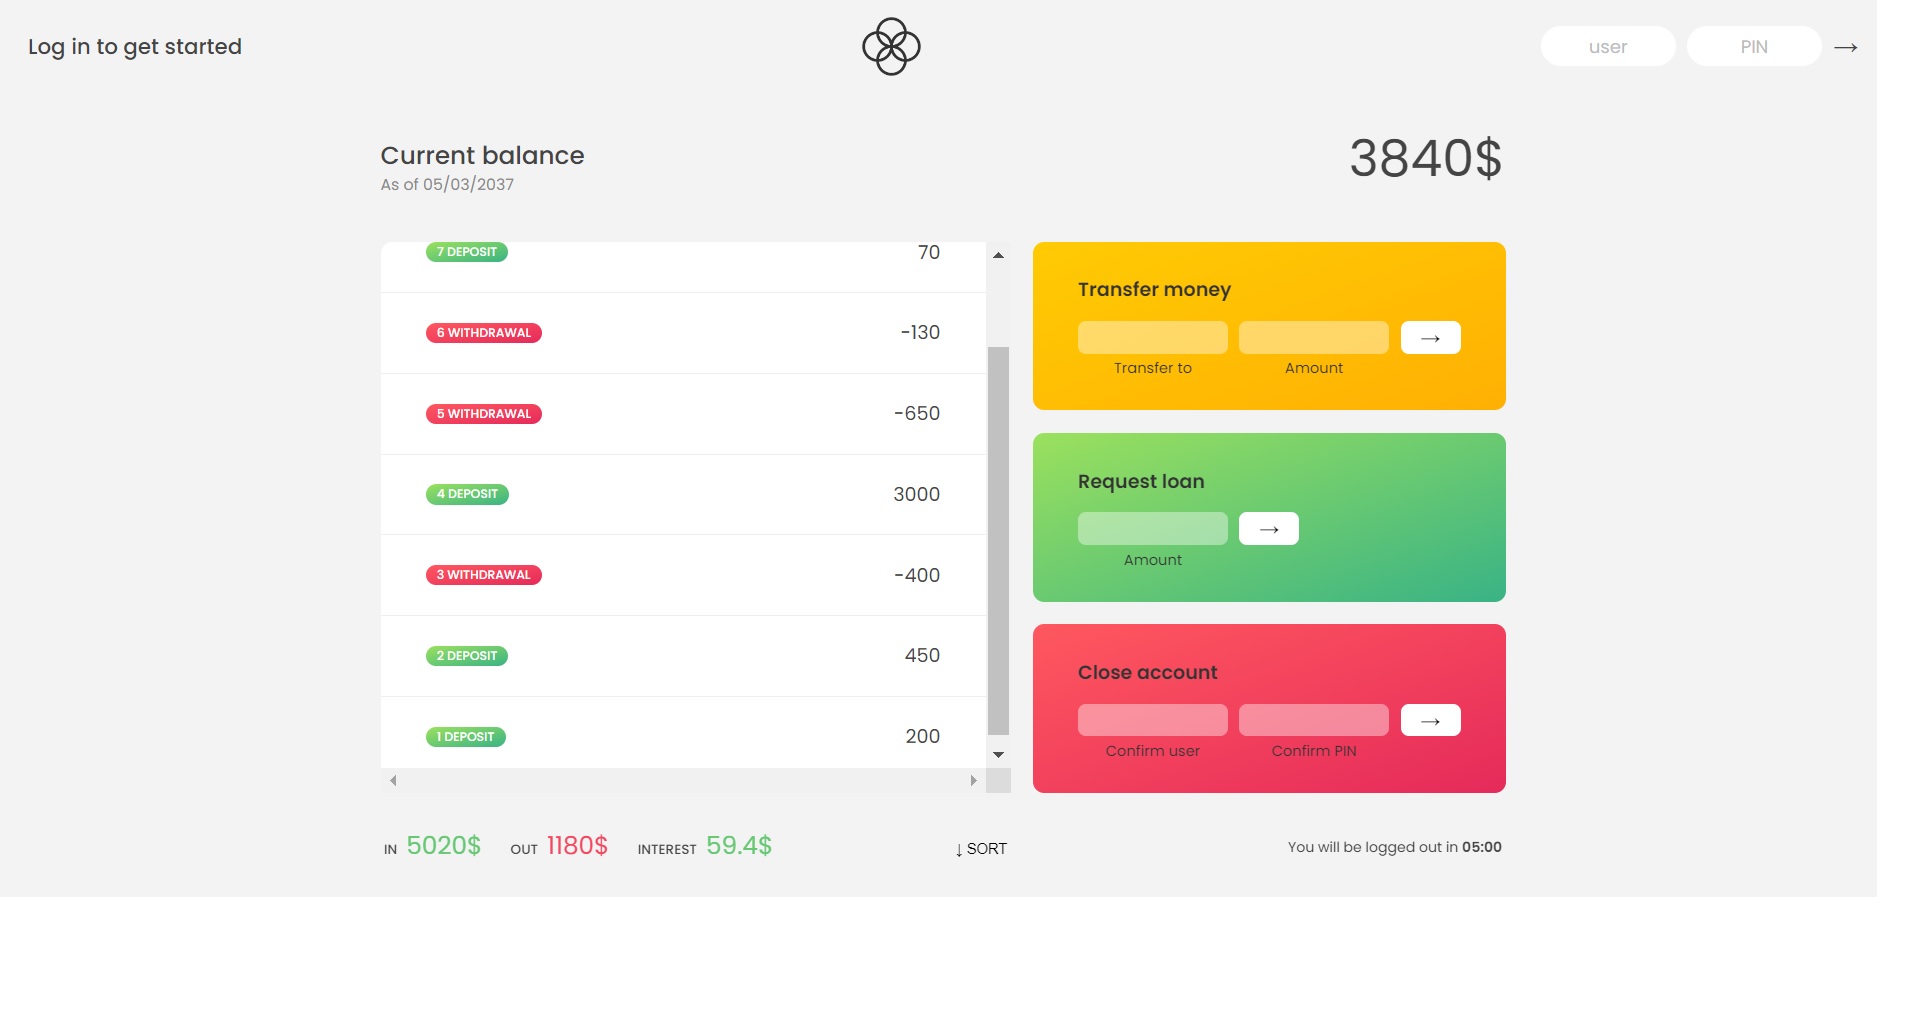 Log in to get started
user
PIN
→
Current balance
As of 05/03/2037
3840$
7 DEPOSIT
70
6 WITHDRAWAL
-130
5 WITHDRAWAL
-650
4 DEPOSIT
3000
3 WITHDRAWAL
-400
2 DEPOSIT
450
1 DEPOSIT
200
Transfer money
→
Transfer to
Amount
Request loan
→
Amount
Close account
→
Confirm user
Confirm PIN
IN 5020$ OUT 1180$ INTEREST 59.4$
↓ SORT
You will be logged out in 05:00